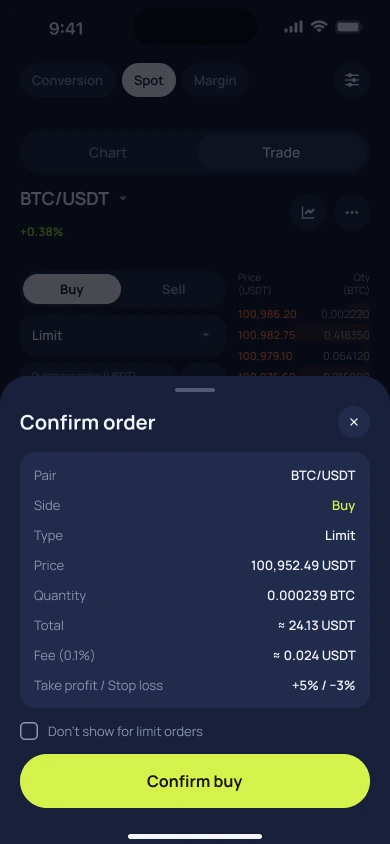 9:41
Conversion Spot Margin
Chart Trade
BTC/USDT
+0.38%
Buy Sell
Price (USDT) Qty (BTC)
100,986.20 0.002220
Limit
100,982.75 0.418350
100,979.10 0.064120
Confirm order
Pair BTC/USDT
Side Buy
Type Limit
Price 100,952.49 USDT
Quantity 0.000239 BTC
Total ≈ 24.13 USDT
Fee (0.1%) ≈ 0.024 USDT
Take profit / Stop loss +5% / −3%
Don't show for limit orders
Confirm buy